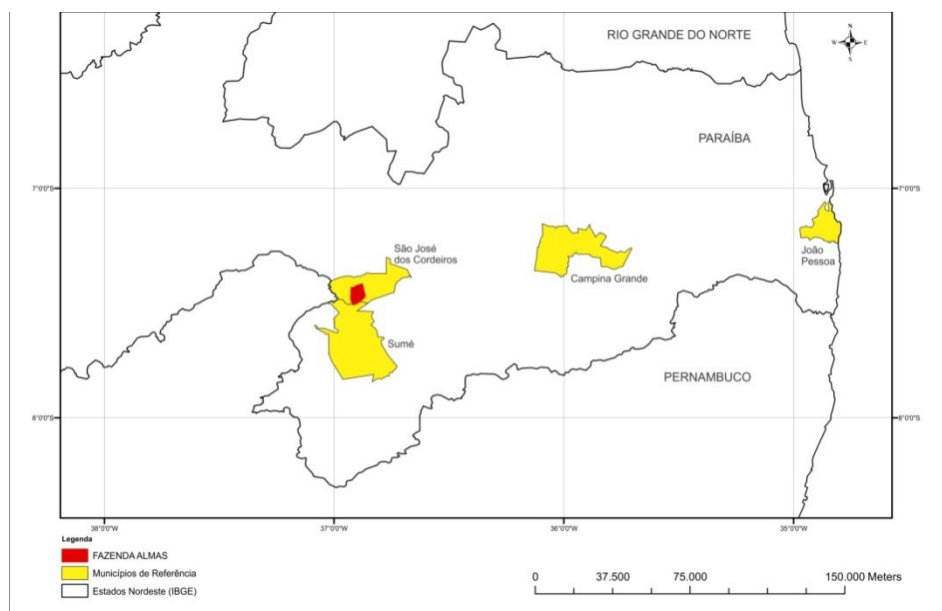 RIO GRANDE DO NORTE
N
W
E
S
PARAÍBA
7°0'0"S
7°0'0"S
São José
dos Cordeiros
João
Pessoa
Campina Grande
Sumé
PERNAMBUCO
8°0'0"S
8°0'0"S
38°0'0"W
37°0'0"W
36°0'0"W
35°0'0"W
Legenda
FAZENDA ALMAS
Municípios de Referência
Estados Nordeste (IBGE)
0
37.500
75.000
150.000 Meters